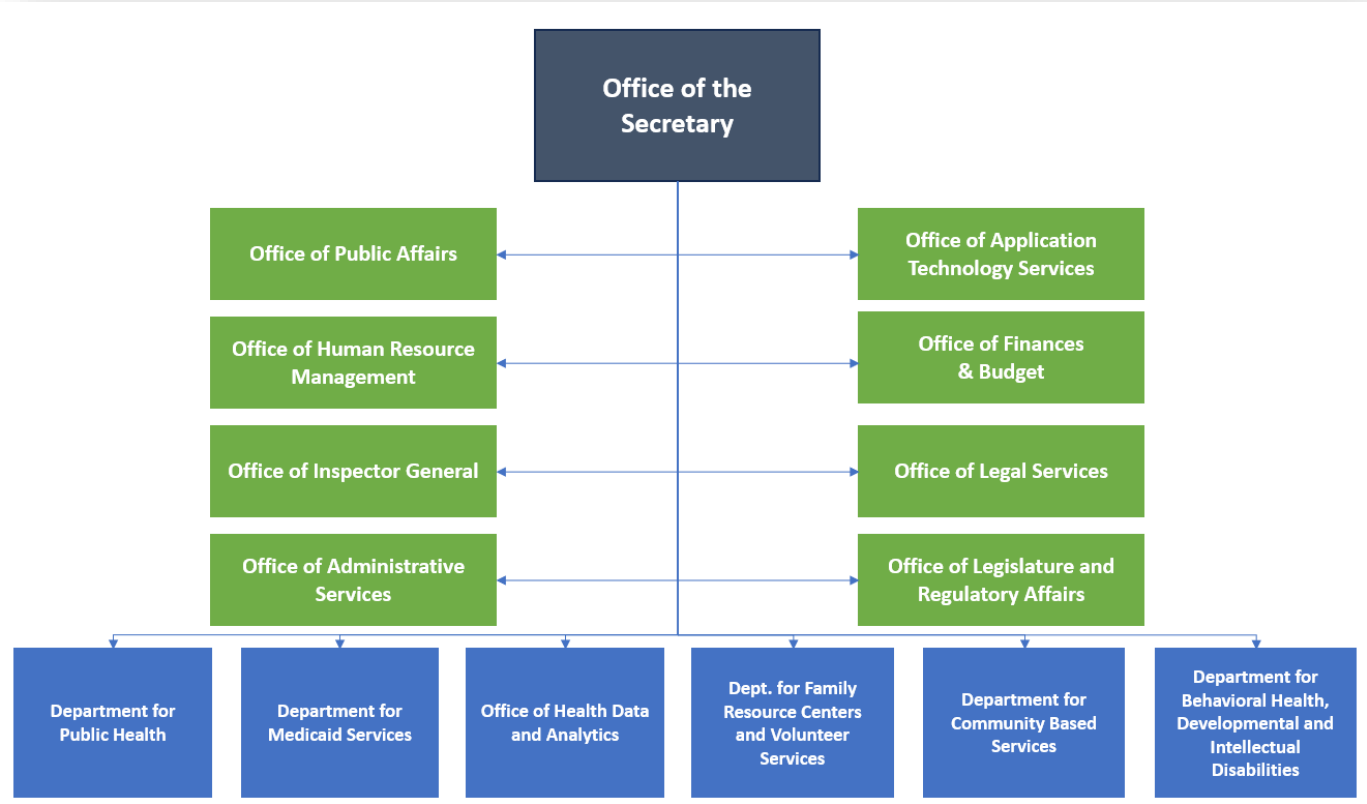 Office of the
Secretary
Office of Public Affairs
Office of Application
Technology Services
Office of Human Resource
Management
Office of Finances
& Budget
Office of Inspector General
Office of Legal Services
Office of Administrative
Services
Office of Legislature and
Regulatory Affairs
Department for
Public Health
Department for
Medicaid Services
Office of Health Data
and Analytics
Dept. for Family
Resource Centers
and Volunteer
Services
Department for
Community Based
Services
Department for
Behavioral Health,
Developmental and
Intellectual
Disabilities